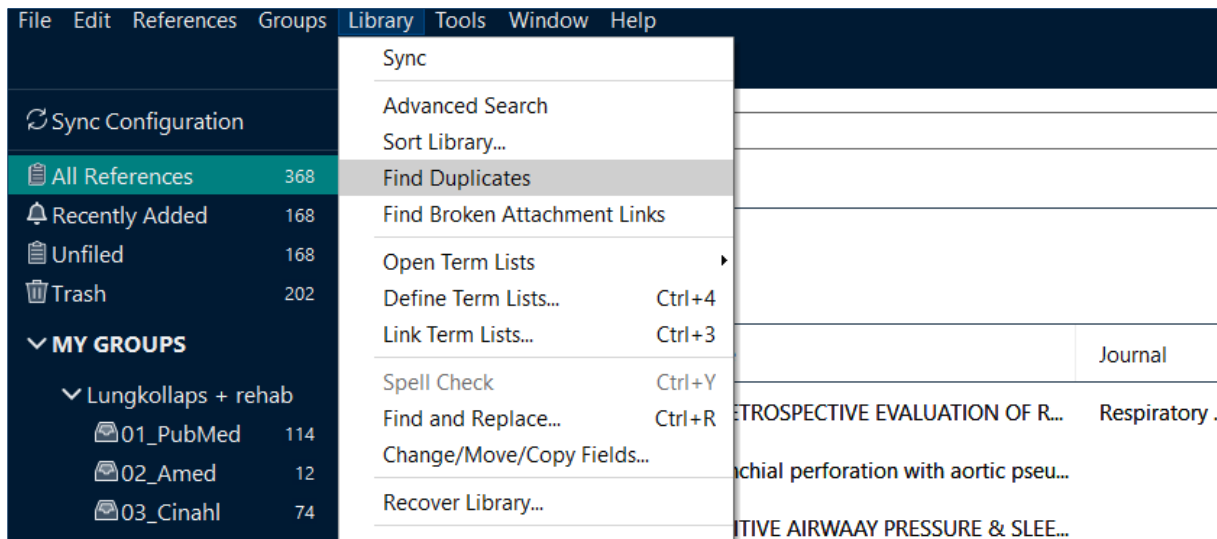 File Edit References Groups Library Tools Window Help
Sync Configuration
All References 368
Recently Added 168
Unfiled 168
Trash 202
MY GROUPS
Lungkollaps + rehab
01_PubMed 114
02_Amed 12
03_Cinahl 74
Sync
Advanced Search
Sort Library...
Find Duplicates
Find Broken Attachment Links
Open Term Lists
Define Term Lists... Ctrl+4
Link Term Lists... Ctrl+3
Spell Check Ctrl+Y
Find and Replace... Ctrl+R
Change/Move/Copy Fields...
Recover Library...
Journal
EVALUATION OF R... Respiratory .
perforation with aortic pseu...
AIRWAAY PRESSURE & SLEE...